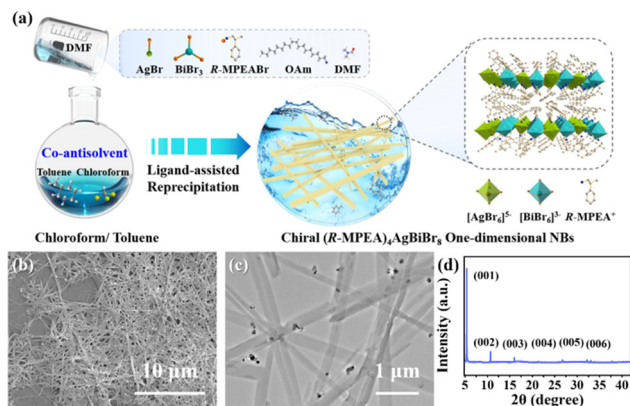 (a)
DMF
AgBr BiBr₃ R-MPEABr OAm DMF
Co-antisolvent
Toluene Chloroform
Ligand-assisted
Reprecipitation
[AgBr₆]⁵⁻ [BiBr₆]³⁻ R-MPEA⁺
Chloroform/ Toluene
Chiral (R-MPEA)₄AgBiBr₈ One-dimensional NBs
(b)
10 μm
(c)
1 μm
(d)
Intensity (a.u.)
(001)
(002) (003) (004) (005) (006)
5 10 15 20 25 30 35 40
2θ (degree)